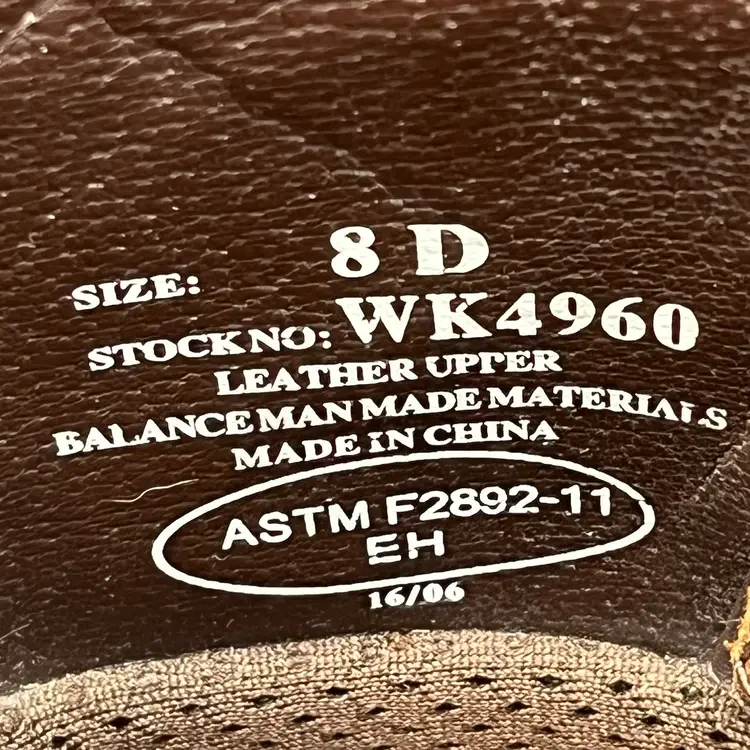 SIZE: 8 D
STOCK NO: WK4960
LEATHER UPPER
BALANCE MAN MADE MATERIALS
MADE IN CHINA
ASTM F2892-11
EH
16/06